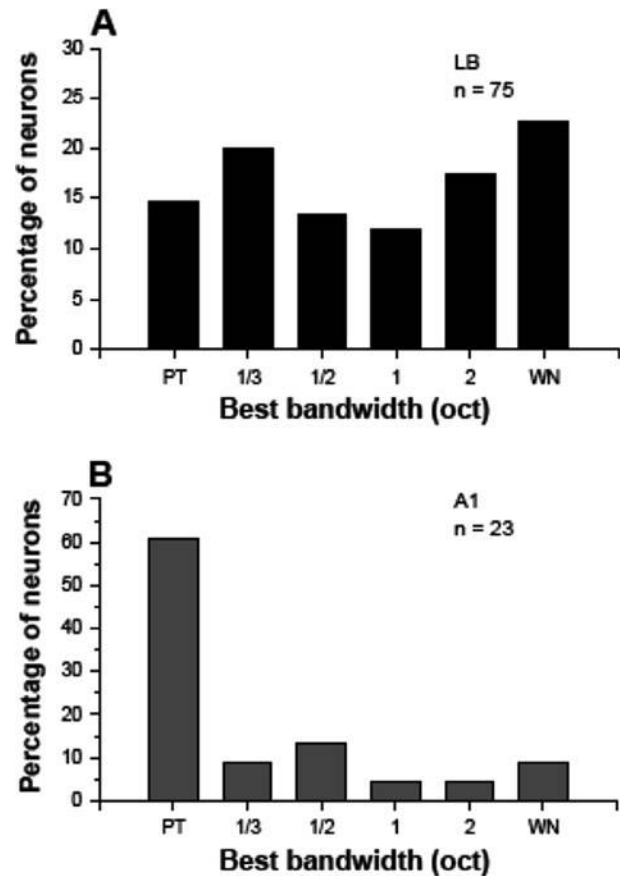 A
LB
n = 75
Percentage of neurons
30
25
20
15
10
5
0
PT 1/3 1/2 1 2 WN
Best bandwidth (oct)
B
A1
n = 23
Percentage of neurons
70
60
50
40
30
20
10
0
PT 1/3 1/2 1 2 WN
Best bandwidth (oct)